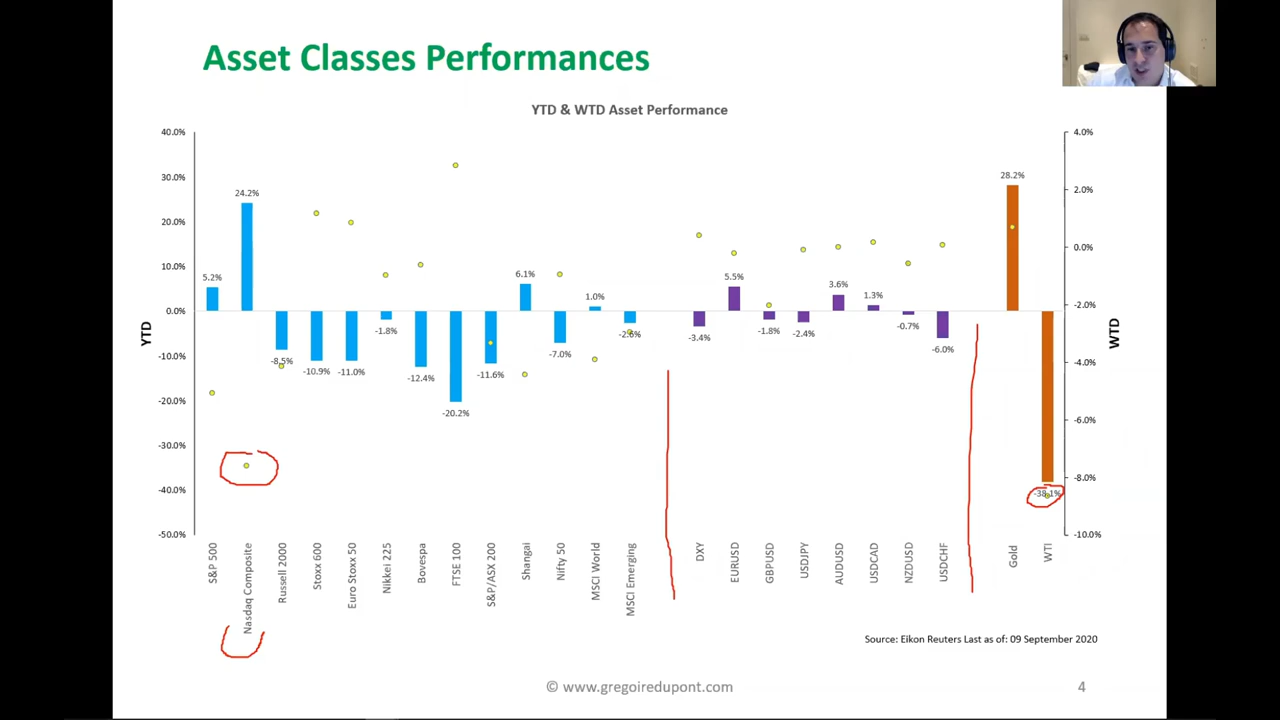 Asset Classes Performances
YTD & WTD Asset Performance
40.0%
30.0%
20.0%
10.0%
0.0%
-10.0%
-20.0%
-30.0%
-40.0%
-50.0%
YTD
4.0%
2.0%
0.0%
-2.0%
-4.0%
-6.0%
-8.0%
-10.0%
WTD
5.2%
24.2%
-8.5%
-10.9%
-11.0%
-1.8%
-12.4%
-20.2%
-11.6%
6.1%
-7.0%
1.0%
-2.6%
-3.4%
5.5%
-1.8%
-2.4%
3.6%
1.3%
-0.7%
-6.0%
28.2%
-38.1%
S&P 500
Nasdaq Composite
Russell 2000
Stoxx 600
Euro Stoxx 50
Nikkei 225
Bovespa
FTSE 100
S&P/ASX 200
Shangai
Nifty 50
MSCI World
MSCI Emerging
DXY
EURUSD
GBPUSD
USDJPY
AUDUSD
USDCAD
NZDUSD
USDCHF
Gold
WTI
Source: Eikon Reuters Last as of: 09 September 2020
© www.gregoiredupont.com
4